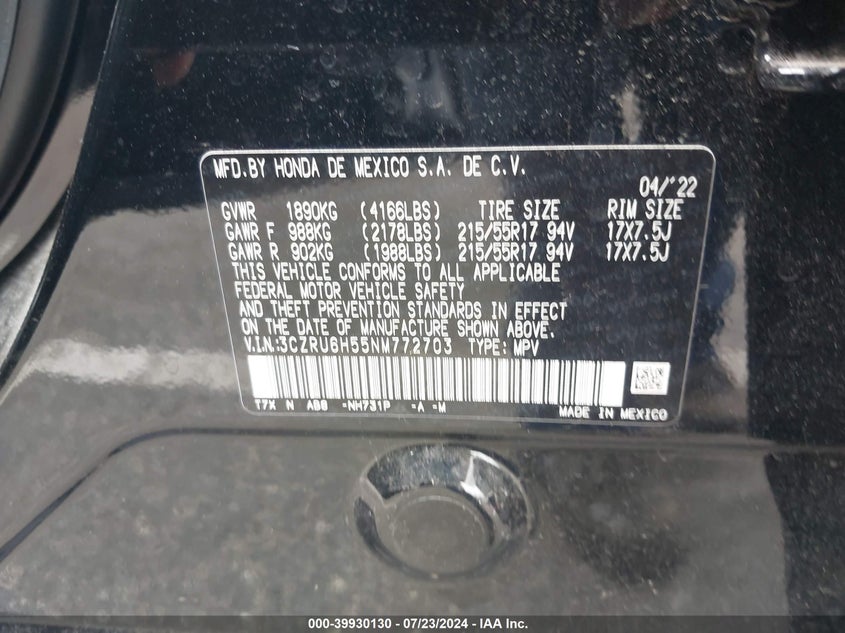 MFD.BY HONDA DE MEXICO S.A. DE C.V.
04/'22
GVWR 1890KG (4166LBS) TIRE SIZE RIM SIZE
GAWR F 988KG (2178LBS) 215/55R17 94V 17X7.5J
GAWR R 902KG (1988LBS) 215/55R17 94V 17X7.5J
THIS VEHICLE CONFORMS TO ALL APPLICABLE
FEDERAL MOTOR VEHICLE SAFETY
AND THEFT PREVENTION STANDARDS IN EFFECT
ON THE DATE OF MANUFACTURE SHOWN ABOVE.
V.I.N.:3CZRU6H55NM772703 TYPE: MPV
T7X N AB0 =NH731P =A =M MADE IN MEXICO
000-39930130 - 07/23/2024 - IAA Inc.